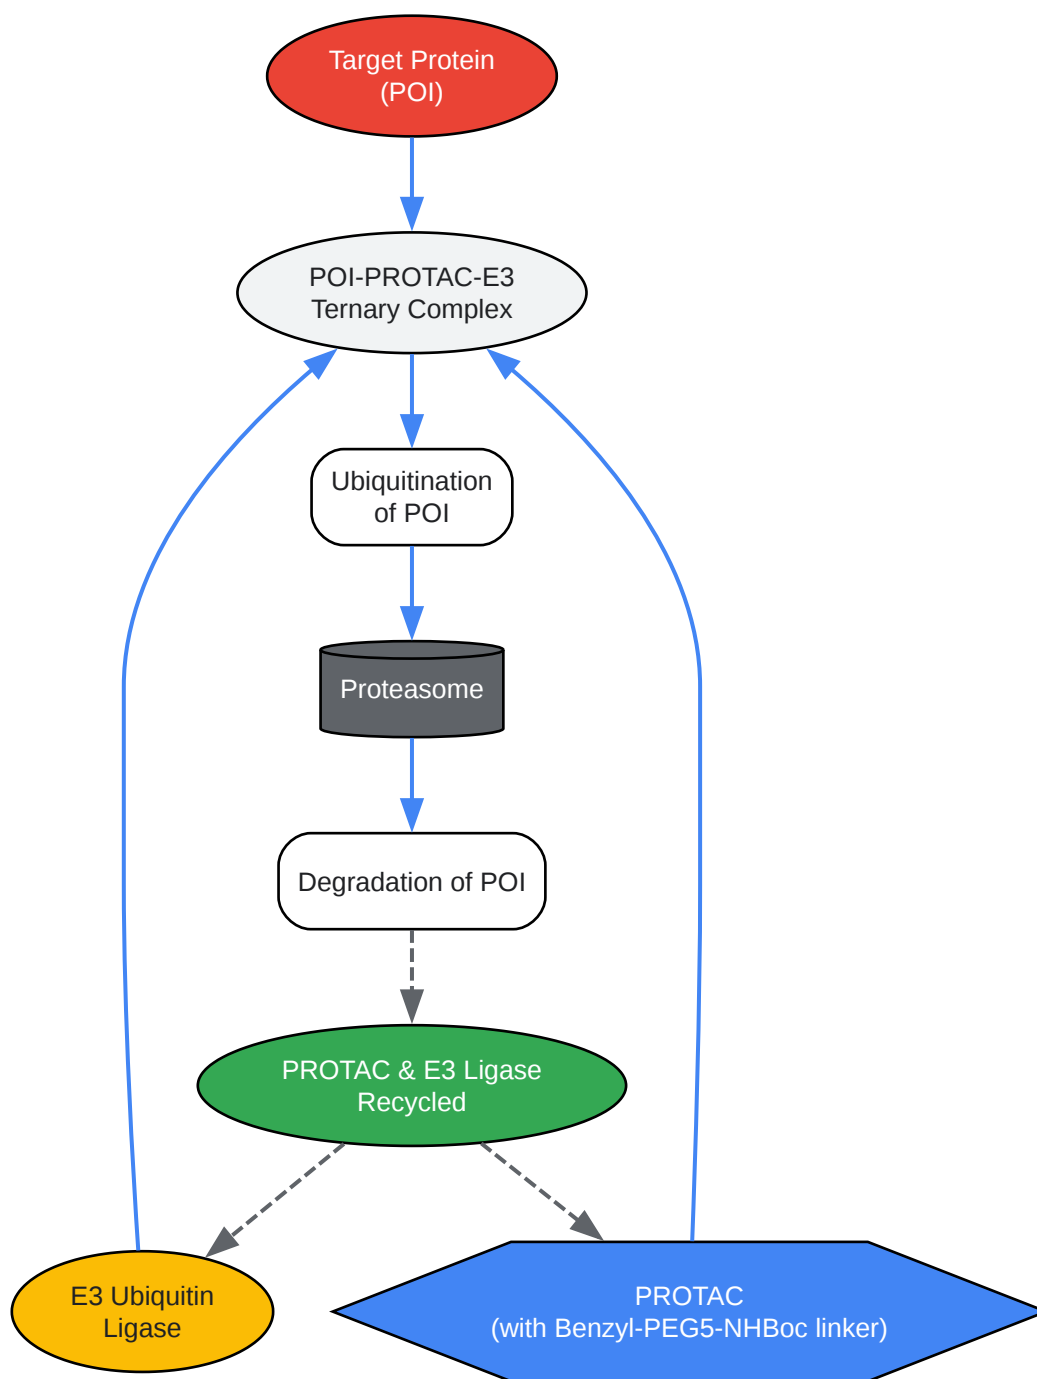 Target Protein
(POI)
POI-PROTAC-E3
Ternary Complex
Ubiquitination
of POI
Proteasome
Degradation of POI
PROTAC & E3 Ligase
Recycled
E3 Ubiquitin
Ligase
PROTAC
(with Benzyl-PEG5-NHBoc linker)